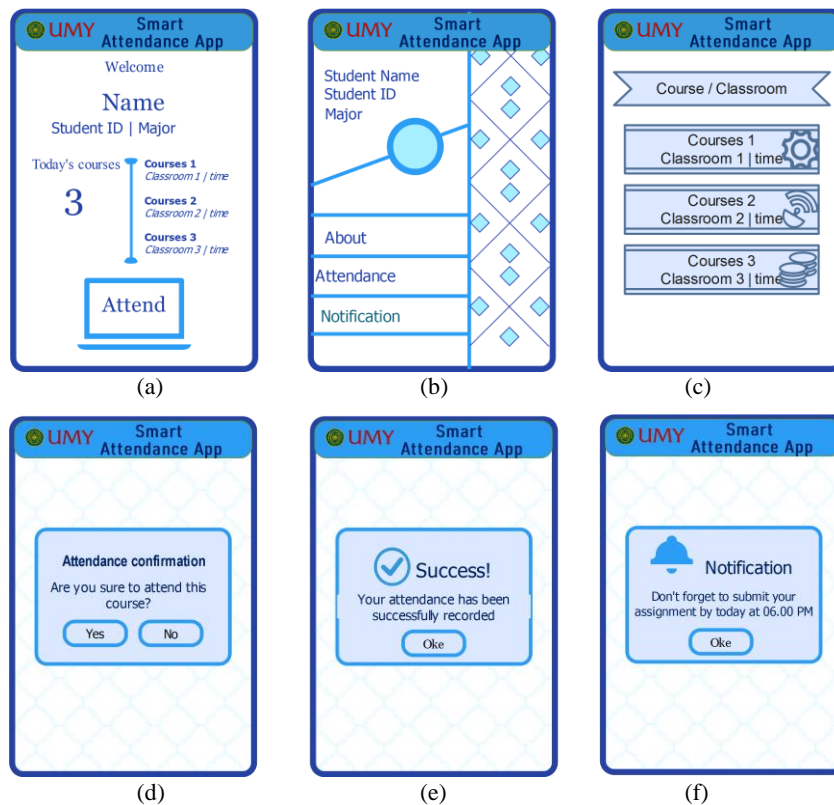 UMY
Smart
Attendance App
Welcome
Name
Student ID | Major
Today's courses
3
Courses 1
Classroom 1 | time
Courses 2
Classroom 2 | time
Courses 3
Classroom 3 | time
Attend
(a)
UMY
Smart
Attendance App
Student Name
Student ID
Major
About
Attendance
Notification
(b)
UMY
Smart
Attendance App
Course / Classroom
Courses 1
Classroom 1 | time
Courses 2
Classroom 2 | time
Courses 3
Classroom 3 | time
(c)
UMY
Smart
Attendance App
Attendance confirmation
Are you sure to attend this
course?
Yes
No
(d)
UMY
Smart
Attendance App
Success!
Your attendance has been
successfully recorded
Oke
(e)
UMY
Smart
Attendance App
Notification
Don't forget to submit your
assignment by today at 06.00 PM
Oke
(f)